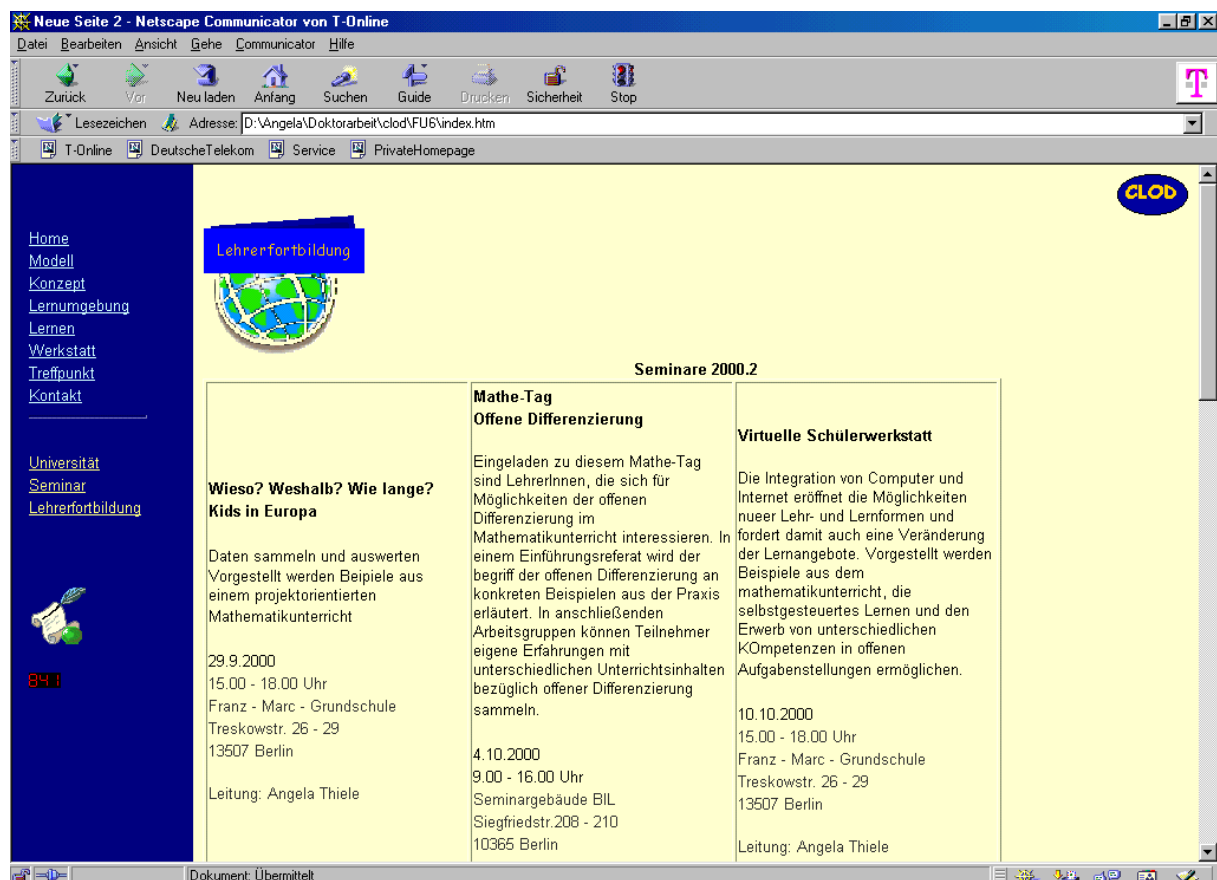 Neue Seite 2 - Netscape Communicator von T-Online
Datei Bearbeiten Ansicht Gehe Communicator Hilfe
Zurück Vor Neu laden Anfang Suchen Guide Drucken Sicherheit Stop
T
Lesezeichen Adresse: D:\Angela\Doktorarbeit\clod\FU6\index.htm
T-Online DeutscheTelekom Service PrivateHomepage
CLOD
Home
Modell
Konzept
Lernumgebung
Lernen
Werkstatt
Treffpunkt
Kontakt
Universität
Seminar
Lehrerfortbildung
841
Lehrerfortbildung
Seminare 2000.2
Wieso? Weshalb? Wie lange?
Kids in Europa
Daten sammeln und auswerten
Vorgestellt werden Beipiele aus
einem projektorientierten
Mathematikunterricht
29.9.2000
15.00 - 18.00 Uhr
Franz - Marc - Grundschule
Treskowstr. 26 - 29
13507 Berlin
Leitung: Angela Thiele
Mathe-Tag
Offene Differenzierung
Eingeladen zu diesem Mathe-Tag
sind LehrerInnen, die sich für
Möglichkeiten der offenen
Differenzierung im
Mathematikunterricht interessieren. In
einem Einführungsreferat wird der
begriff der offenen Differenzierung an
konkreten Beispielen aus der Praxis
erläutert. In anschließenden
Arbeitsgruppen können Teilnehmer
eigene Erfahrungen mit
unterschiedlichen Unterrichtsinhalten
bezüglich offener Differenzierung
sammeln.
4.10.2000
9.00 - 16.00 Uhr
Seminargebäude BIL
Siegfriedstr.208 - 210
10365 Berlin
Virtuelle Schülerwerkstatt
Die Integration von Computer und
Internet eröffnet die Möglichkeiten
nueer Lehr- und Lernformen und
fordert damit auch eine Veränderung
der Lernangebote. Vorgestellt werden
Beispiele aus dem
mathematikunterricht, die
selbstgesteuertes Lernen und den
Erwerb von unterschiedlichen
KOmpetenzen in offenen
Aufgabenstellungen ermöglichen.
10.10.2000
15.00 - 18.00 Uhr
Franz - Marc - Grundschule
Treskowstr. 26 - 29
13507 Berlin
Leitung: Angela Thiele
Dokument: Übermittelt